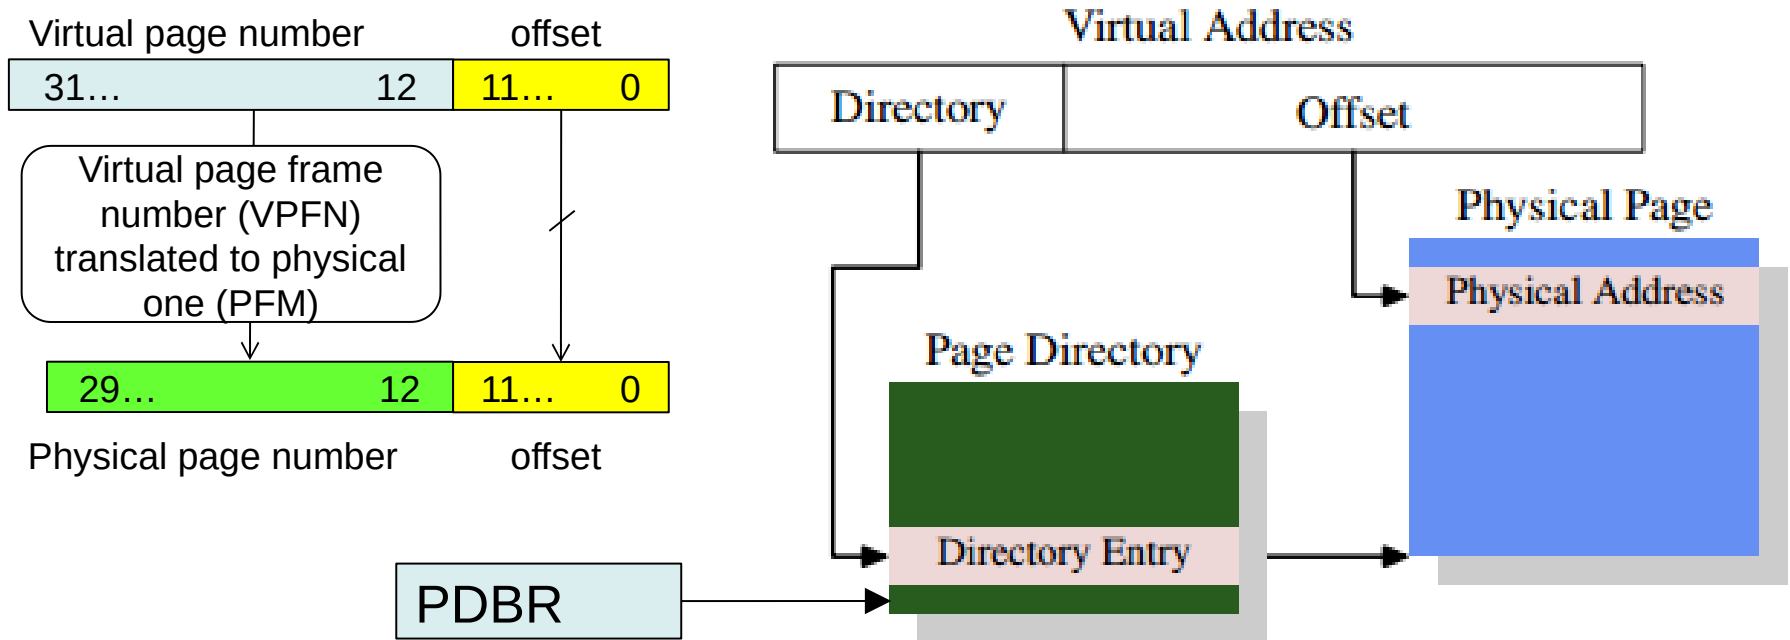 Virtual page number offset
31… 12 11… 0
Virtual page frame
number (VPFN)
translated to physical
one (PFM)
29… 12 11… 0
Physical page number offset
PDBR
Virtual Address
Directory Offset
Physical Page
Physical Address
Page Directory
Directory Entry